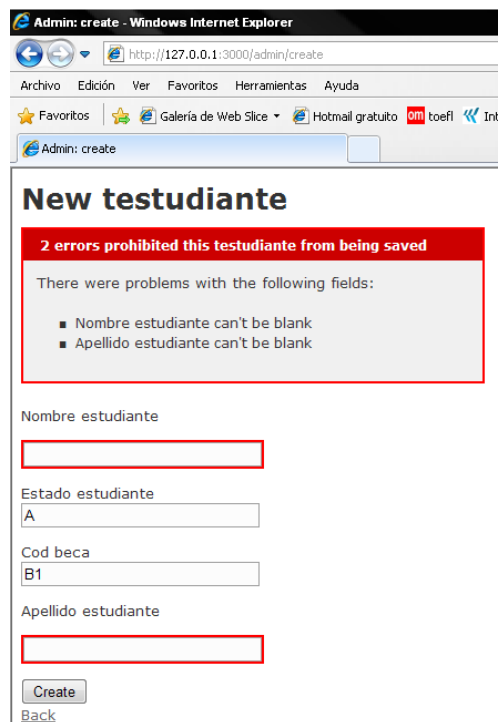 Admin: create - Windows Internet Explorer
http://127.0.0.1:3000/admin/create
Archivo Edición Ver Favoritos Herramientas Ayuda
Favoritos Galería de Web Slice Hotmail gratuito om toefl Int
Admin: create
New testudiante
2 errors prohibited this testudiante from being saved
There were problems with the following fields:
Nombre estudiante can't be blank
Apellido estudiante can't be blank
Nombre estudiante
Estado estudiante
A
Cod beca
B1
Apellido estudiante
Create
Back